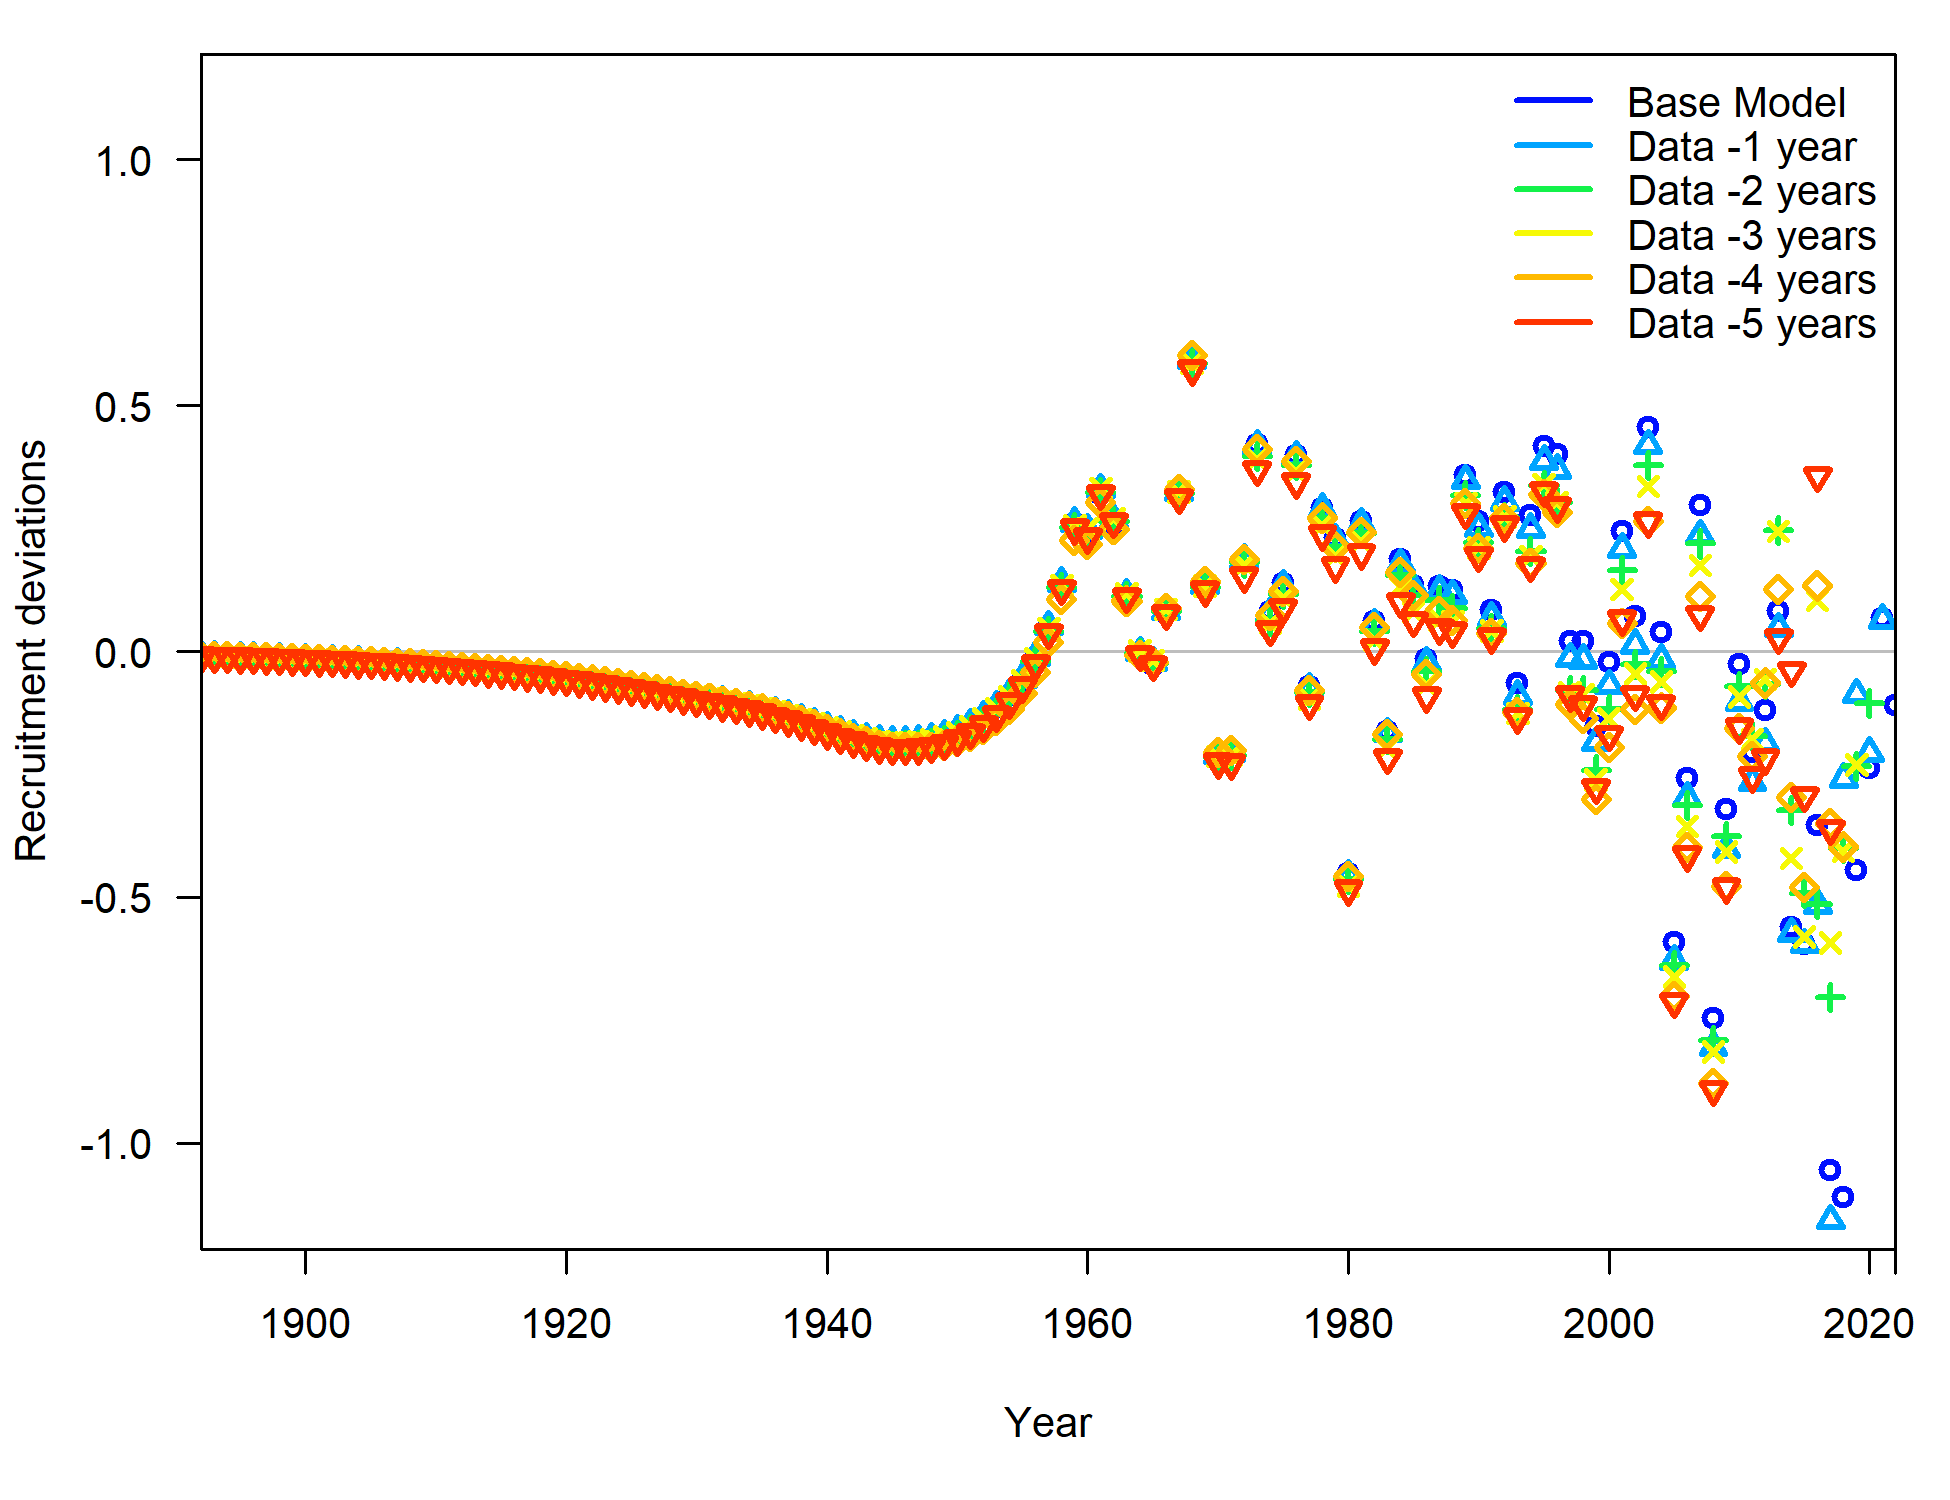 Base Model
Data -1 year
Data -2 years
Data -3 years
Data -4 years
Data -5 years
Recruitment deviations
1.0
0.5
0.0
-0.5
-1.0
1900
1920
1940
1960
1980
2000
2020
Year